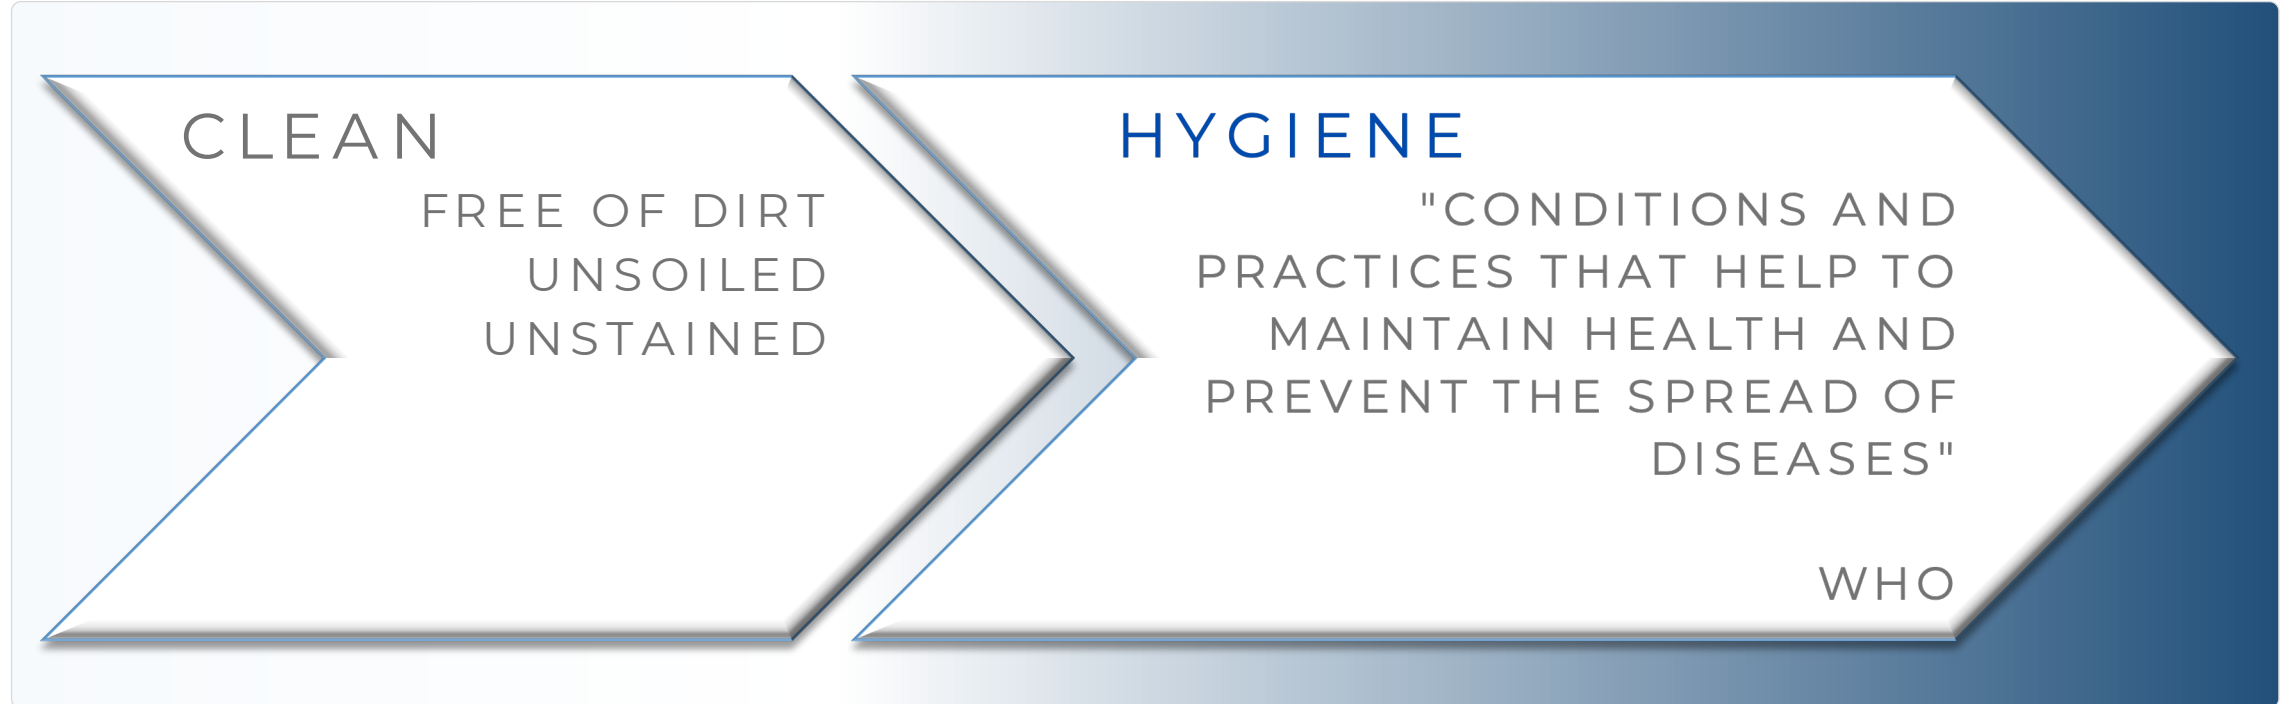 CLEAN
FREE OF DIRT
UNSOILED
UNSTAINED
HYGIENE
"CONDITIONS AND
PRACTICES THAT HELP TO
MAINTAIN HEALTH AND
PREVENT THE SPREAD OF
DISEASES"
WHO